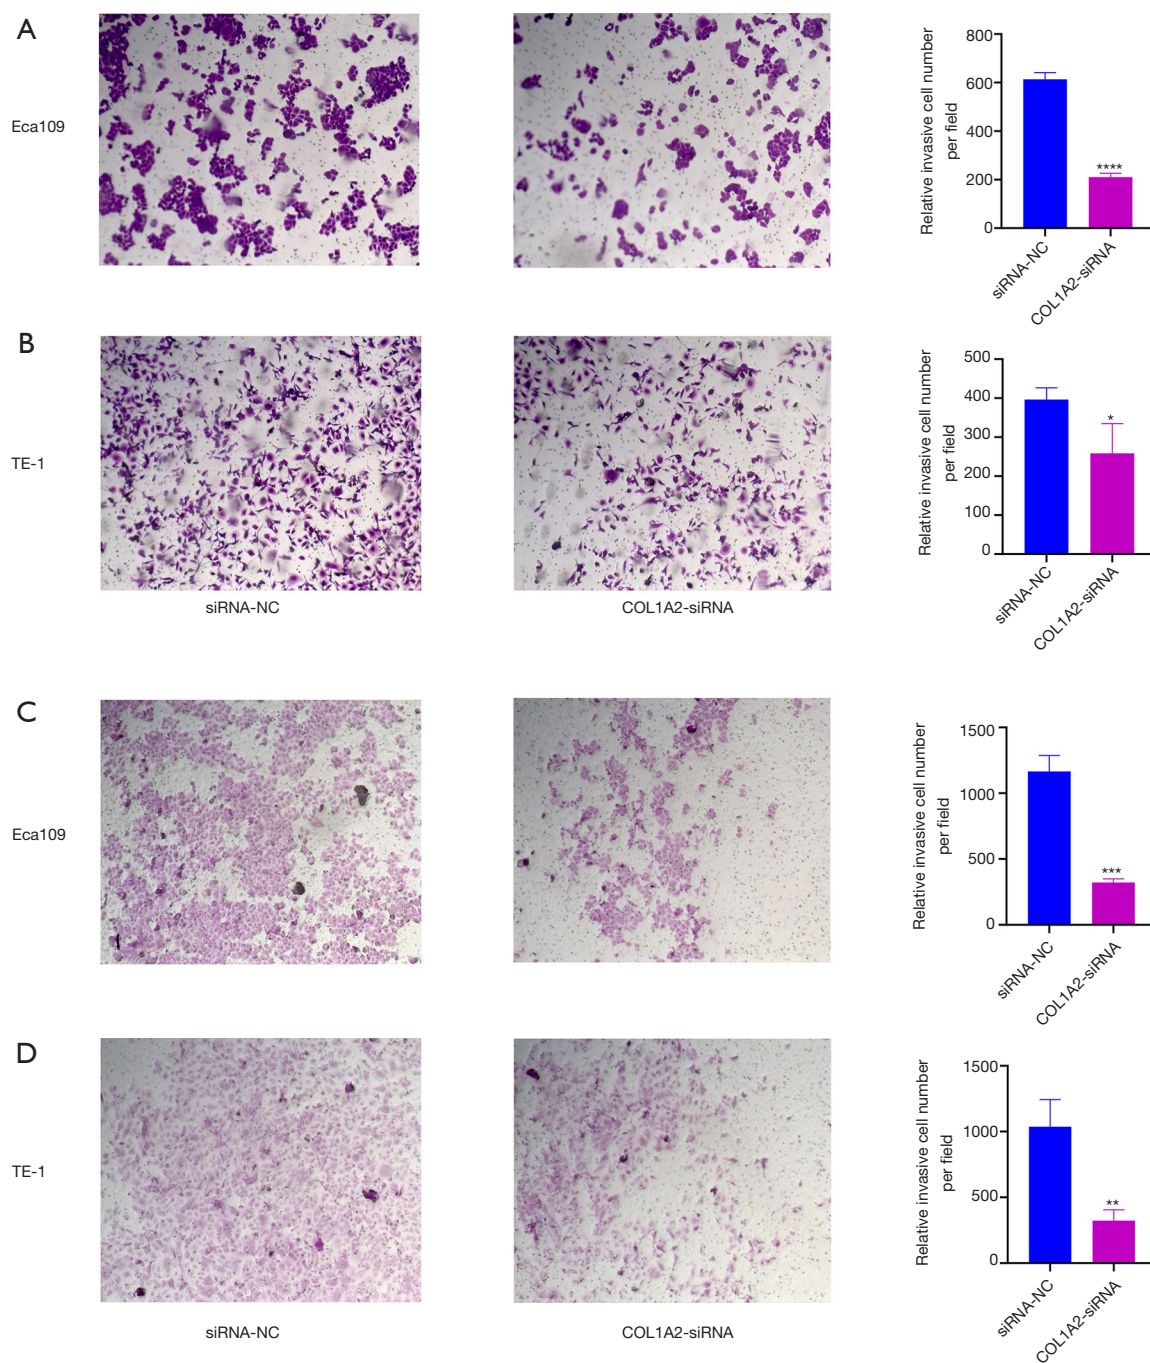 A
Eca109
Relative invasive cell number
per field
800
600
400
200
0
****
siRNA-NC
COL1A2-siRNA
B
TE-1
siRNA-NC
COL1A2-siRNA
Relative invasive cell number
per field
500
400
300
200
100
0
*
siRNA-NC
COL1A2-siRNA
C
Eca109
Relative invasive cell number
per field
1500
1000
500
0
***
siRNA-NC
COL1A2-siRNA
D
TE-1
siRNA-NC
COL1A2-siRNA
Relative invasive cell number
per field
1500
1000
500
0
**
siRNA-NC
COL1A2-siRNA